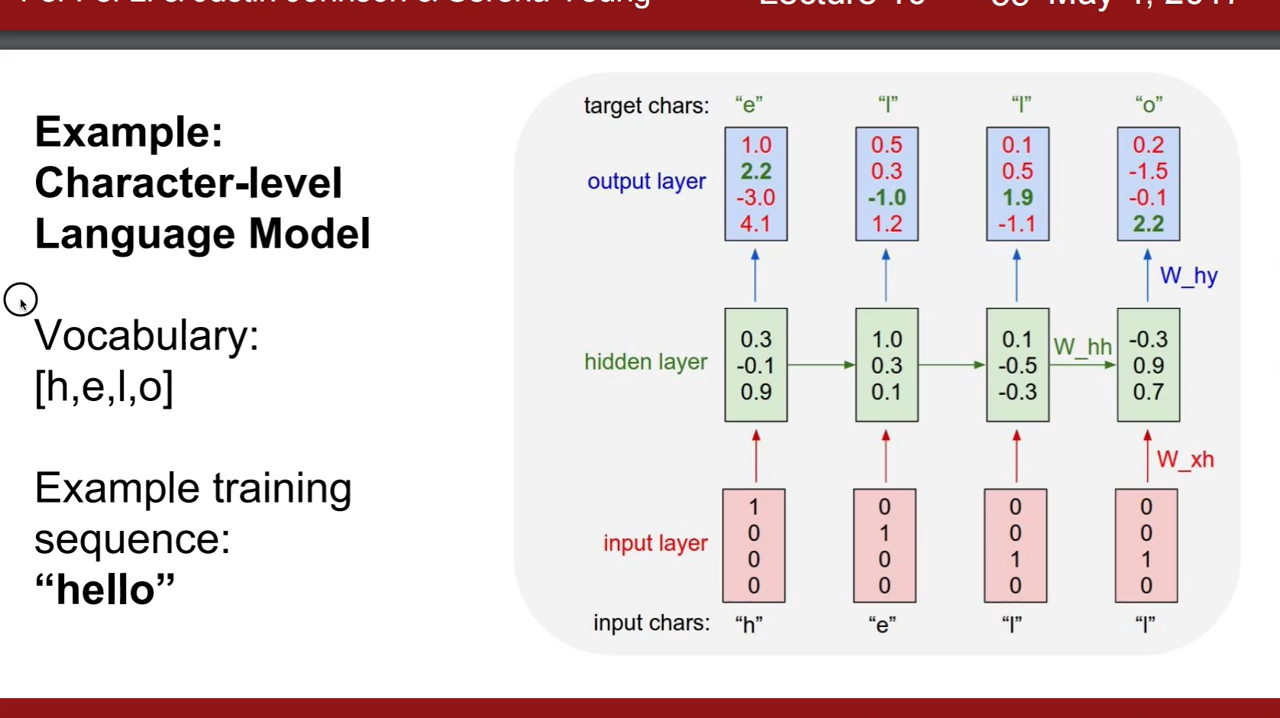 Example:
Character-level
Language Model
Vocabulary:
[h,e,l,o]
Example training
sequence:
“hello”
target chars: “e” “l” “l” “o”
output layer
1.0 0.5 0.1 0.2
2.2 0.3 0.5 -1.5
-3.0 -1.0 1.9 -0.1
4.1 1.2 -1.1 2.2
W_hy
hidden layer
0.3 1.0 0.1 -0.3
-0.1 0.3 -0.5 0.9
0.9 0.1 -0.3 0.7
W_hh
W_xh
input layer
1 0 0 0
0 1 0 0
0 0 1 1
0 0 0 0
input chars: “h” “e” “l” “l”